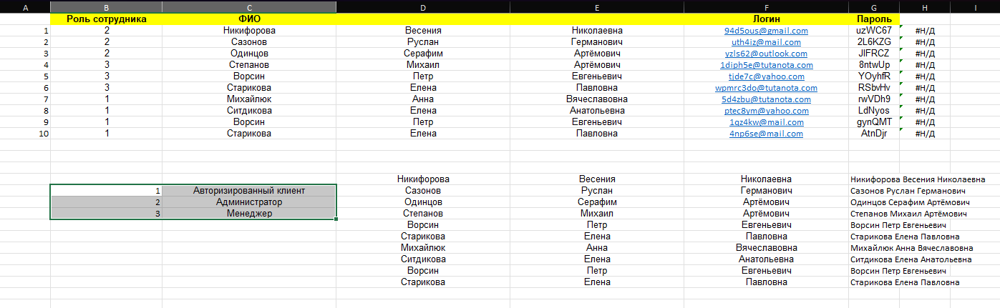 A B C D E F G H I
Роль сотрудника ФИО Логин Пароль
1 2 Никифорова Весения Николаевна 94d5ous@gmail.com uzWC67 #Н/Д
2 2 Сазонов Руслан Германович uth4iz@mail.com 2L6KZG #Н/Д
3 2 Одинцов Серафим Артёмович yzls62@outlook.com JlFRCZ #Н/Д
4 3 Степанов Михаил Артёмович 1diph5e@tutanota.com 8ntwUp #Н/Д
5 3 Ворсин Петр Евгеньевич tjde7c@yahoo.com YOyhfR #Н/Д
6 3 Старикова Елена Павловна wpmrc3do@tutanota.com RSbvHv #Н/Д
7 1 Михайлюк Анна Вячеславовна 5d4zbu@tutanota.com rwVDh9 #Н/Д
8 1 Ситдикова Елена Анатольевна ptec8ym@yahoo.com LdNyos #Н/Д
9 1 Ворсин Петр Евгеньевич 1qz4kw@mail.com gynQMT #Н/Д
10 1 Старикова Елена Павловна 4np6se@mail.com AtnDjr #Н/Д
Никифорова Весения Николаевна Никифорова Весения Николаевна
1 Авторизированный клиент Сазонов Руслан Германович Сазонов Руслан Германович
2 Администратор Одинцов Серафим Артёмович Одинцов Серафим Артёмович
3 Менеджер Степанов Михаил Артёмович Степанов Михаил Артёмович
Ворсин Петр Евгеньевич Ворсин Петр Евгеньевич
Старикова Елена Павловна Старикова Елена Павловна
Михайлюк Анна Вячеславовна Михайлюк Анна Вячеславовна
Ситдикова Елена Анатольевна Ситдикова Елена Анатольевна
Ворсин Петр Евгеньевич Ворсин Петр Евгеньевич
Старикова Елена Павловна Старикова Елена Павловна